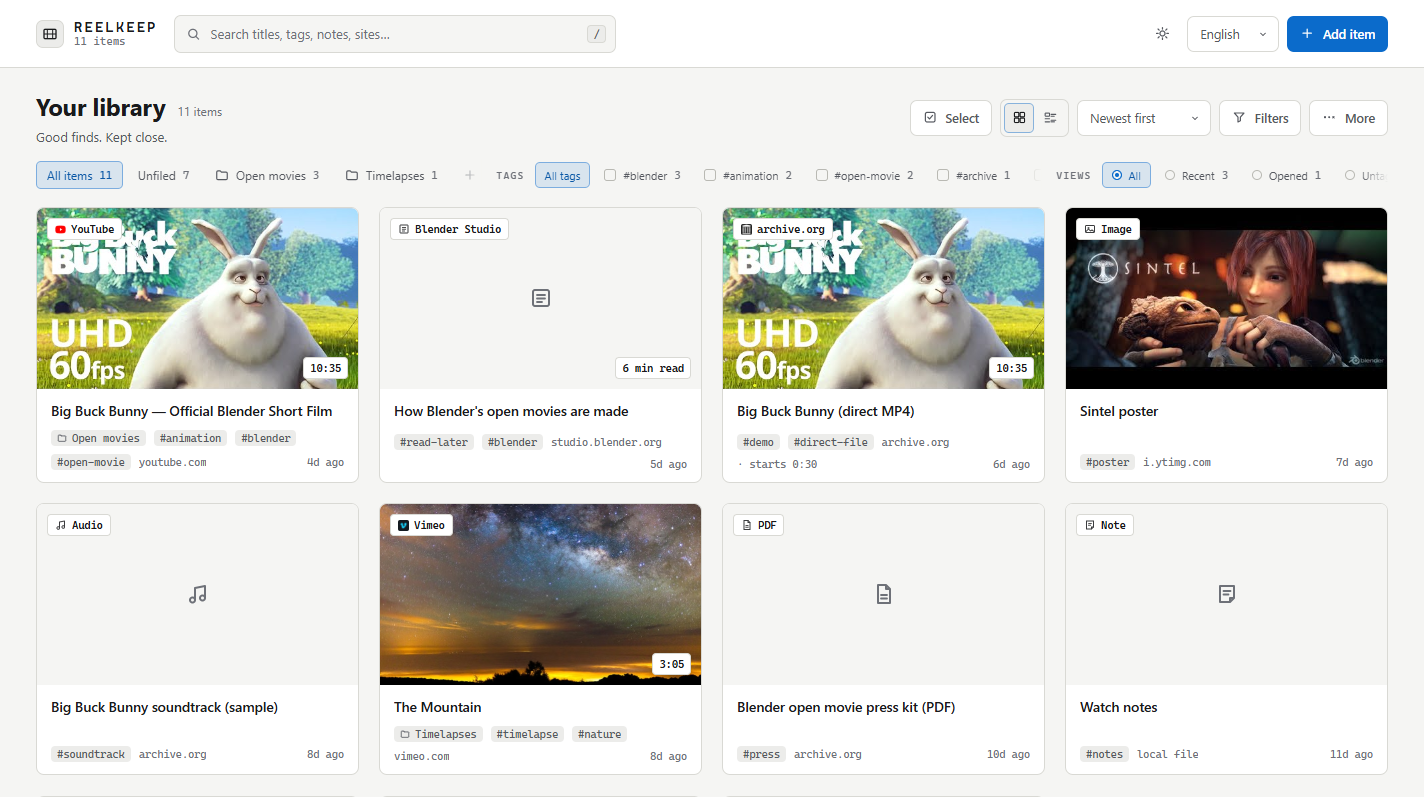 REELKEEP
11 items
Search titles, tags, notes, sites...
/
English
Add item
Your library 11 items
Good finds. Kept close.
Select
Newest first
Filters
More
All items 11
Unfiled 7
Open movies 3
Timelapses 1
TAGS
All tags
#blender 3
#animation 2
#open-movie 2
#archive 1
VIEWS
All
Recent 3
Opened 1
YouTube
Big Buck
BUNNY
UHD
60fps
10:35
Big Buck Bunny — Official Blender Short Film
Open movies #animation #blender
#open-movie youtube.com 4d ago
Blender Studio
6 min read
How Blender's open movies are made
#read-later #blender studio.blender.org
5d ago
archive.org
Big Buck
BUNNY
UHD
60fps
10:35
Big Buck Bunny (direct MP4)
#demo #direct-file archive.org
· starts 0:30 6d ago
Image
SINTEL
blender
Sintel poster
#poster i.ytimg.com 7d ago
Audio
Big Buck Bunny soundtrack (sample)
#soundtrack archive.org 8d ago
Vimeo
3:05
The Mountain
Timelapses #timelapse #nature
vimeo.com 8d ago
PDF
Blender open movie press kit (PDF)
#press archive.org 10d ago
Note
Watch notes
#notes local file 11d ago